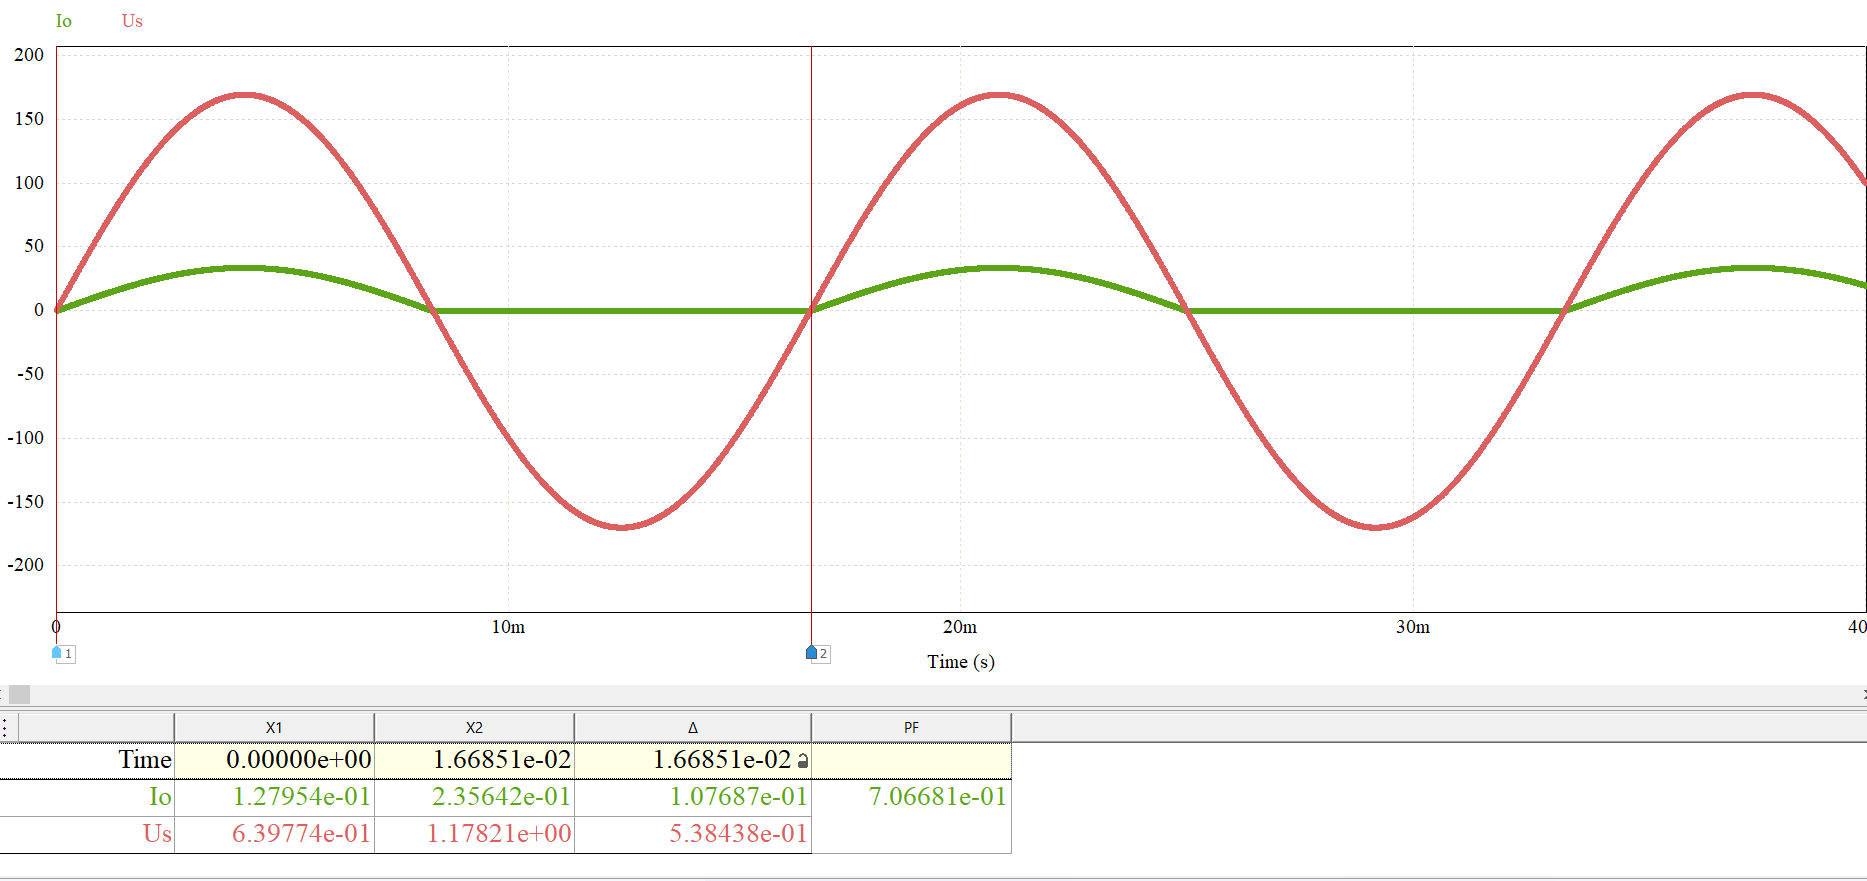 Io Us
200
150
100
50
0
-50
-100
-150
-200
0 10m 20m 30m 40
1 2
Time (s)
X1 X2 Δ PF
Time 0.00000e+00 1.66851e-02 1.66851e-02
Io 1.27954e-01 2.35642e-01 1.07687e-01 7.06681e-01
Us 6.39774e-01 1.17821e+00 5.38438e-01